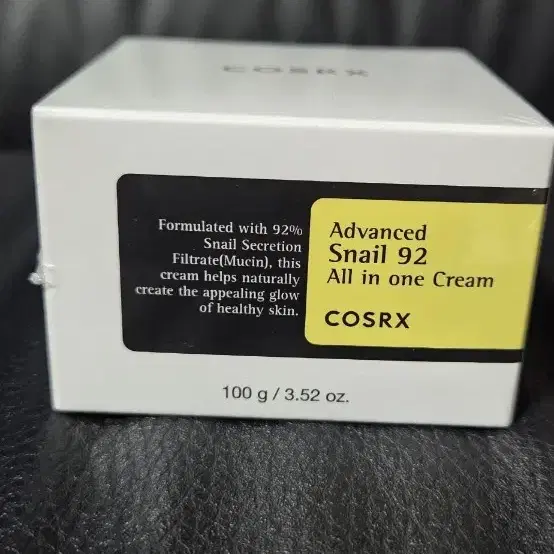 COSRX
Formulated with 92%
Snail Secretion
Filtrate(Mucin), this
cream helps naturally
create the appealing glow
of healthy skin.
Advanced
Snail 92
All in one Cream
COSRX
100 g / 3.52 oz.